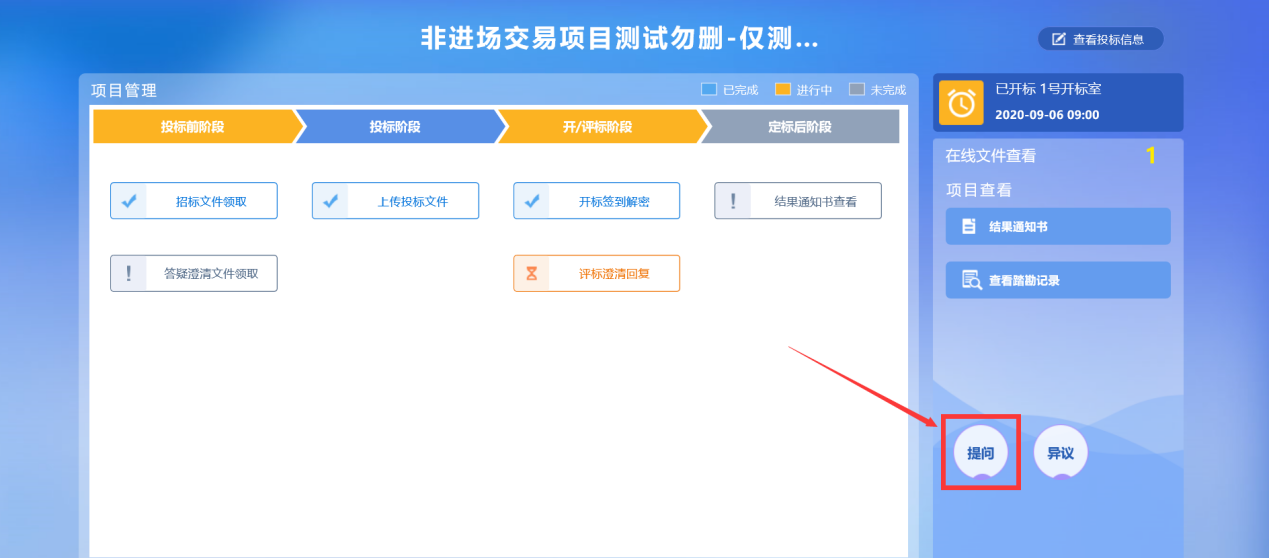 非进场交易项目测试勿删-仅测...
查看投标信息
项目管理
已完成 进行中 未完成
投标前阶段 投标阶段 开/评标阶段 定标后阶段
招标文件领取 上传投标文件 开标签到解密 结果通知书查看
答疑澄清文件领取 评标澄清回复
已开标 1号开标室
2020-09-06 09:00
在线文件查看 1
项目查看
结果通知书
查看踏勘记录
提问 异议